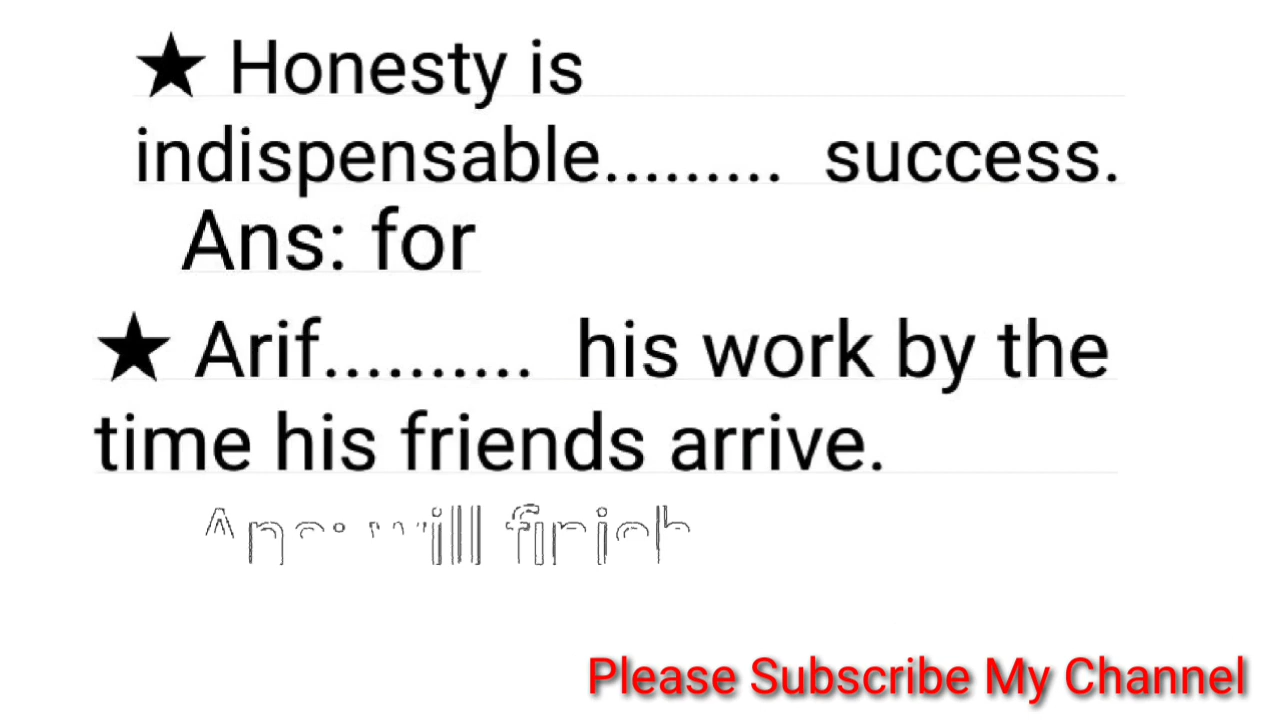 ★ Honesty is
indispensable......... success.
Ans: for
★ Arif.......... his work by the
time his friends arrive.
Ans: will finish
Please Subscribe My Channel